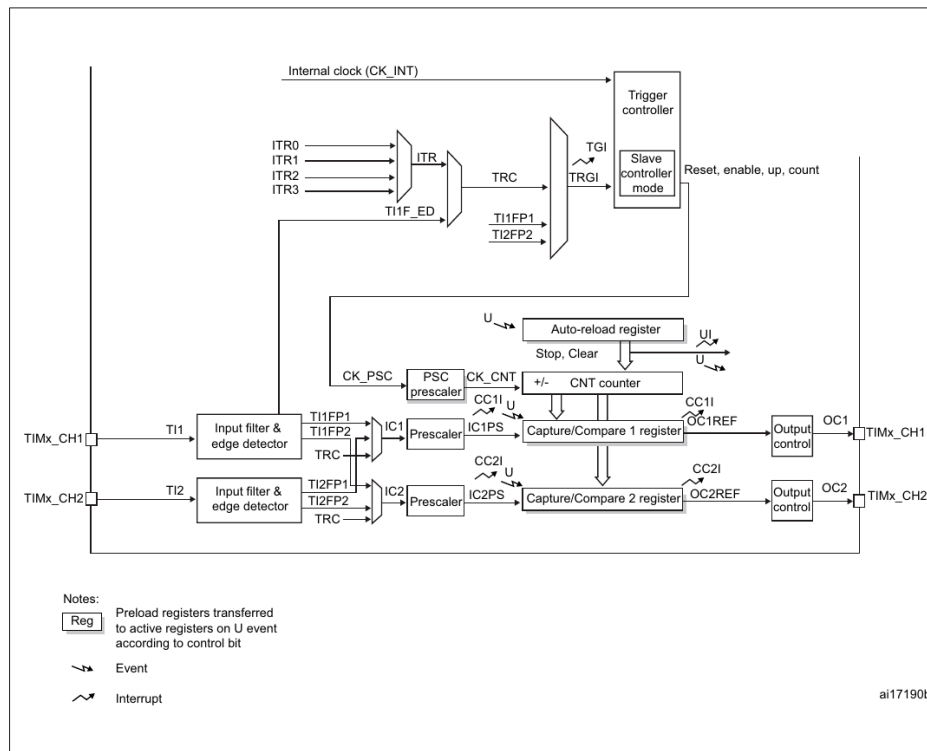 Internal clock (CK_INT)
Trigger
controller
ITR0
ITR1
ITR2
ITR3
ITR
TI1F_ED
TRC
TI1FP1
TI2FP2
TGI
TRGI
Slave
controller
mode
Reset, enable, up, count
U
Auto-reload register
Stop, Clear
UI
U
CK_PSC
PSC
prescaler
CK_CNT
+/-
CNT counter
TIMx_CH1
TI1
Input filter &
edge detector
TI1FP1
TI1FP2
TRC
IC1
Prescaler
CC1I
U
IC1PS
Capture/Compare 1 register
CC1I
OC1REF
Output
control
OC1
TIMx_CH1
TIMx_CH2
TI2
Input filter &
edge detector
TI2FP1
TI2FP2
TRC
IC2
Prescaler
CC2I
U
IC2PS
Capture/Compare 2 register
CC2I
OC2REF
Output
control
OC2
TIMx_CH2
Notes:
Reg
Preload registers transferred
to active registers on U event
according to control bit
Event
Interrupt
ai17190b